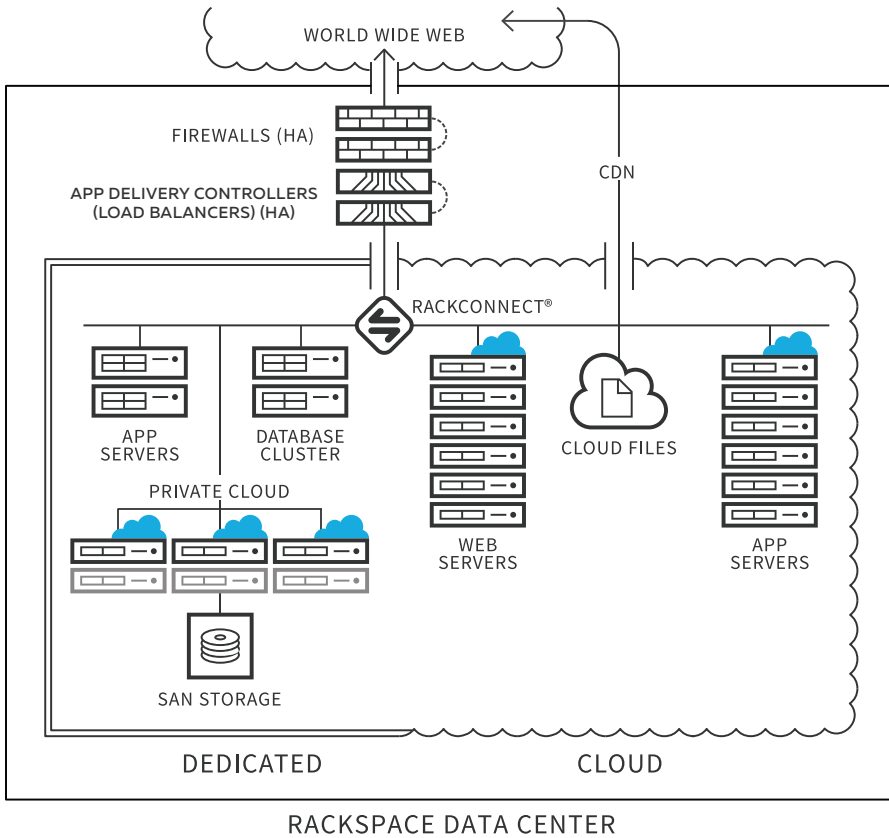 WORLD WIDE WEB
FIREWALLS (HA)
CDN
APP DELIVERY CONTROLLERS
(LOAD BALANCERS) (HA)
RACKCONNECT®
APP
SERVERS
DATABASE
CLUSTER
CLOUD FILES
PRIVATE CLOUD
WEB
SERVERS
APP
SERVERS
SAN STORAGE
DEDICATED
CLOUD
RACKSPACE DATA CENTER